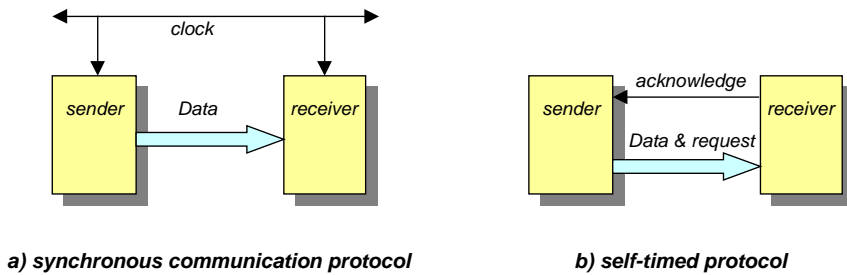 clock
sender
Data
receiver
a) synchronous communication protocol
acknowledge
sender
receiver
Data & request
b) self-timed protocol